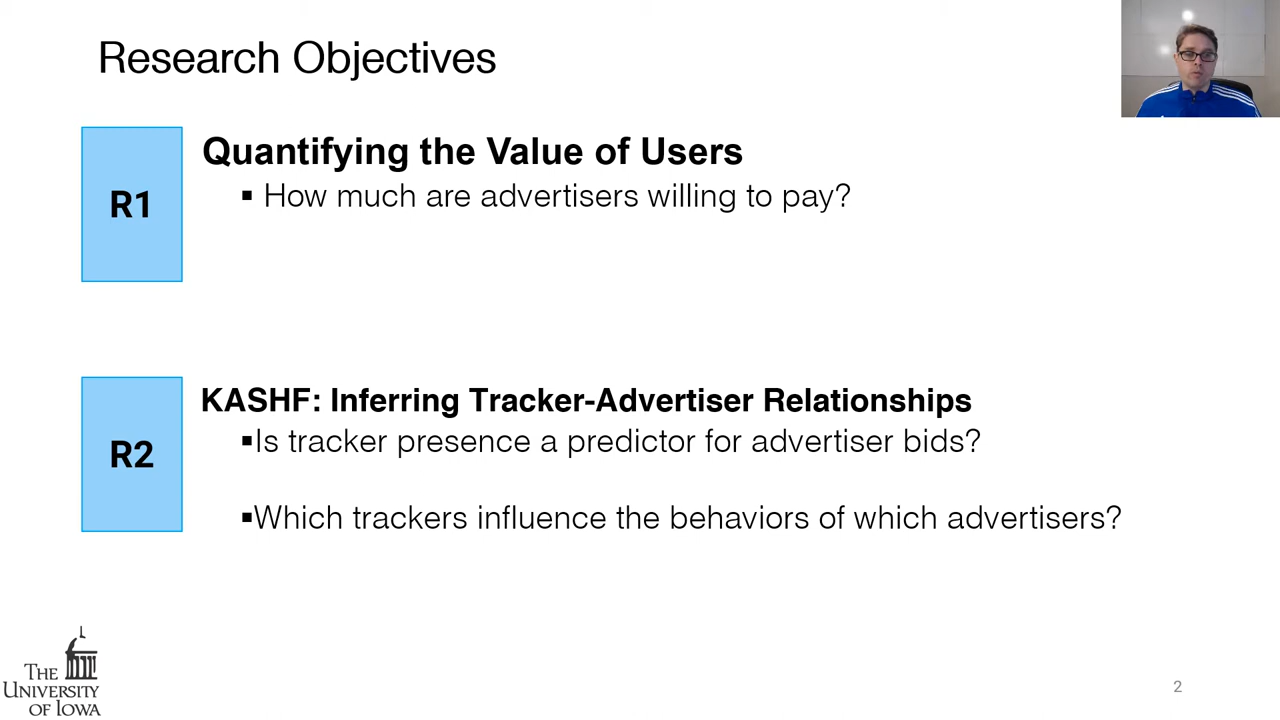 Research Objectives
R1
Quantifying the Value of Users
▪ How much are advertisers willing to pay?
R2
KASHF: Inferring Tracker-Advertiser Relationships
▪Is tracker presence a predictor for advertiser bids?
▪Which trackers influence the behaviors of which advertisers?
THE
UNIVERSITY
OF IOWA
2